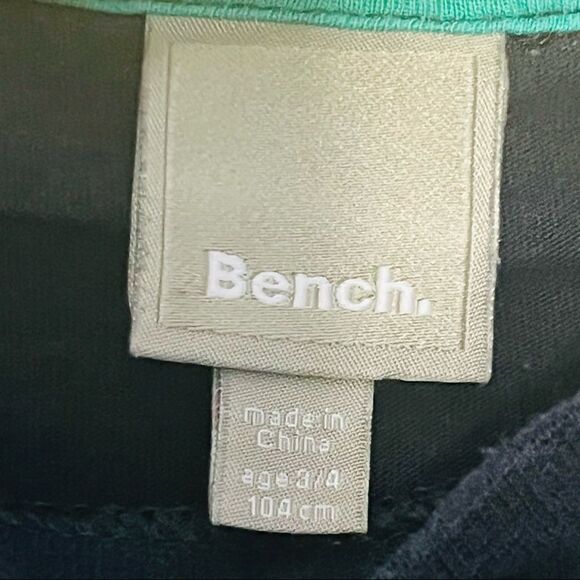 Bench.
made in
China
age 3/4
104 cm